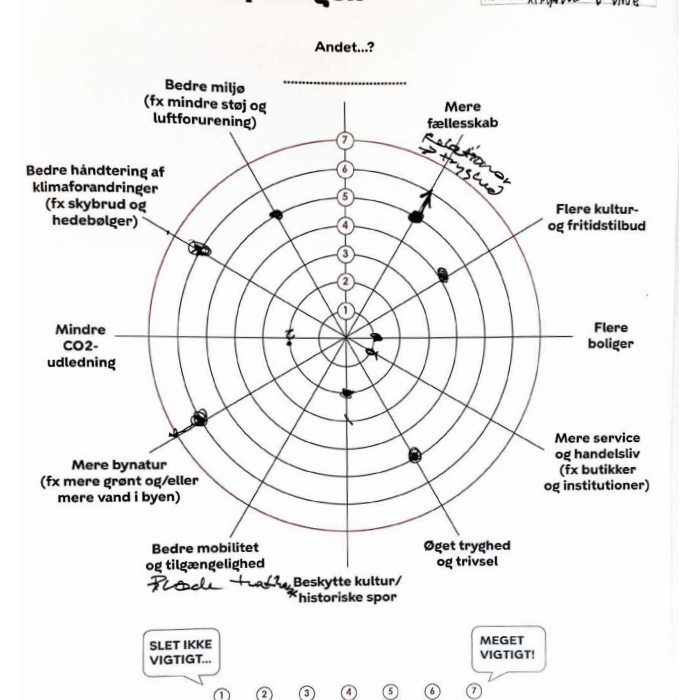 Andet...?
Bedre miljø
(fx mindre støj og
luftforurening)
Mere
fællesskab
Relationer
→ tryghed
7
6
5
4
3
2
1
Bedre håndtering af
klimaforandringer
(fx skybrud og
hedebølger)
Flere kultur-
og fritidstilbud
Mindre
CO2-
udledning
Flere
boliger
Mere bynatur
(fx mere grønt og/eller
mere vand i byen)
Mere service
og handelsliv
(fx butikker
og institutioner)
Bedre mobilitet
og tilgængelighed
Øget tryghed
og trivsel
Beskytte kultur/
historiske spor
SLET IKKE
VIGTIGT...
MEGET
VIGTIGT!
1 2 3 4 5 6 7